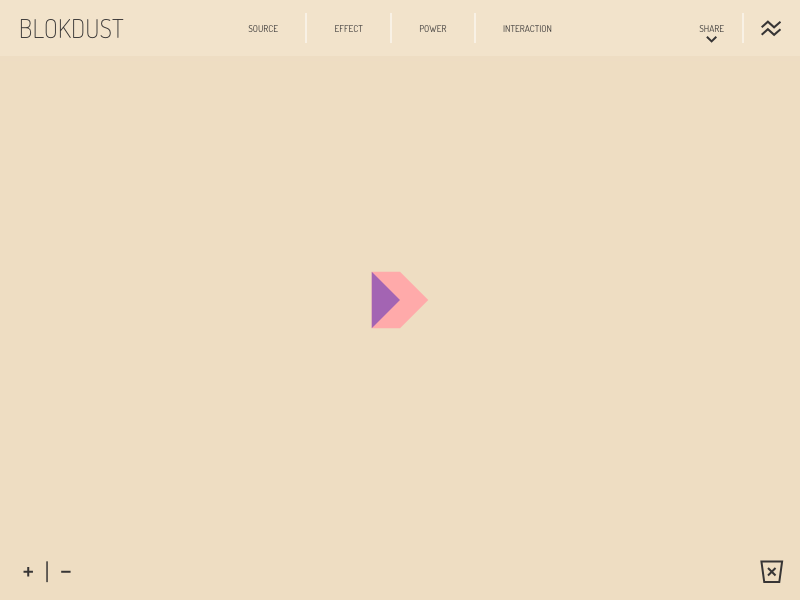 BLOKDUST
SOURCE
EFFECT
POWER
INTERACTION
SHARE